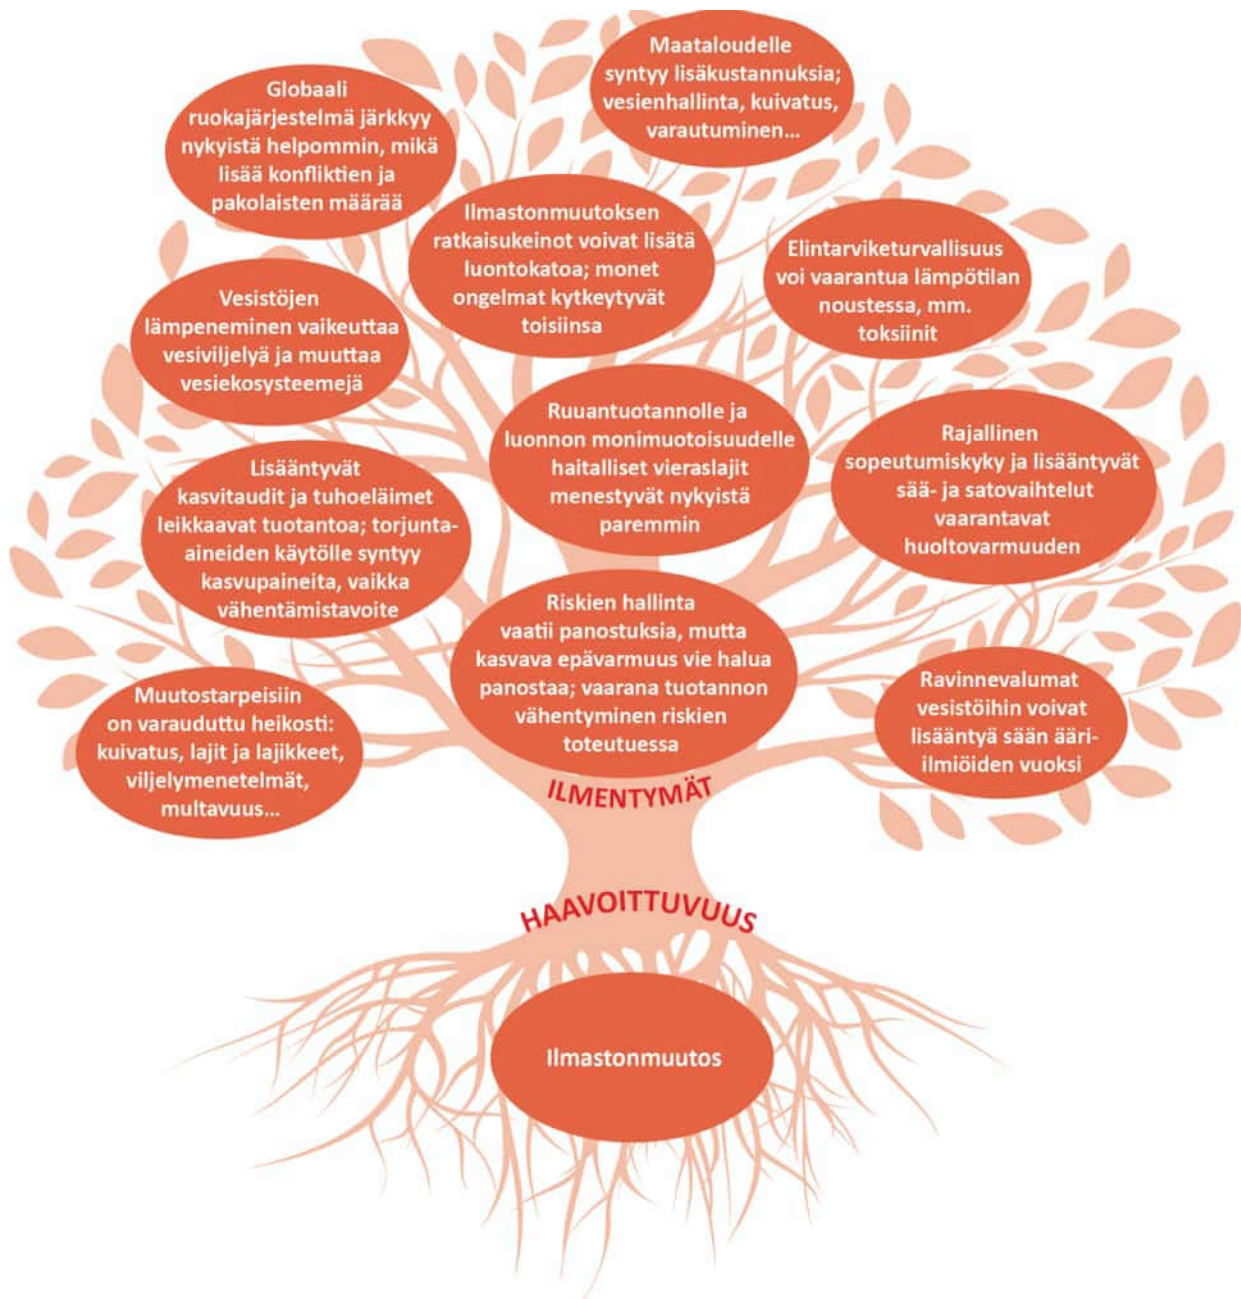 Maataloudelle
syntyy lisäkustannuksia;
vesienhallinta, kuivatus,
varautuminen...
Globaali
ruokajärjestelmä järkkyy
nykyistä helpommin, mikä
lisää konfliktien ja
pakolaisten määrää
Ilmastonmuutoksen
ratkaisukeinot voivat lisätä
luontokatoa; monet
ongelmat kytkeytyvät
toisiinsa
Elintarviketurvallisuus
voi vaarantua lämpötilan
noustessa, mm.
toksiinit
Vesistöjen
lämpeneminen vaikeuttaa
vesiviljelyä ja muuttaa
vesiekosysteemejä
Ruuantuotannolle ja
luonnon monimuotoisuudelle
haitalliset vieraslajit
menestyvät nykyistä
paremmin
Rajallinen
sopeutumiskyky ja lisääntyvät
sää- ja satovaihtelut
vaarantavat
huoltovarmuuden
Lisääntyvät
kasvitaudit ja tuhoeläimet
leikkaavat tuotantoa; torjunta-
aineiden käytölle syntyy
kasvupaineita, vaikka
vähentämistavoite
Riskien hallinta
vaatii panostuksia, mutta
kasvava epävarmuus vie halua
panostaa; vaarana tuotannon
vähentyminen riskien
toteutuessa
Muutostarpeisiin
on varauduttu heikosti:
kuivatus, lajit ja lajikkeet,
viljelymenetelmät,
multavuus...
Ravinnevalumat
vesistöihin voivat
lisääntyä sään ääri-
ilmiöiden vuoksi
ILMENTYMÄT
HAAVOITTUVUUS
Ilmastonmuutos